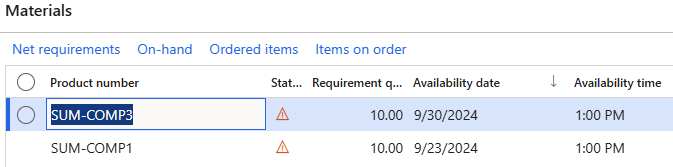 Materials
Net requirements On-hand Ordered items Items on order
Product number Stat... Requirement q... Availability date Availability time
SUM-COMP3 10.00 9/30/2024 1:00 PM
SUM-COMP1 10.00 9/23/2024 1:00 PM